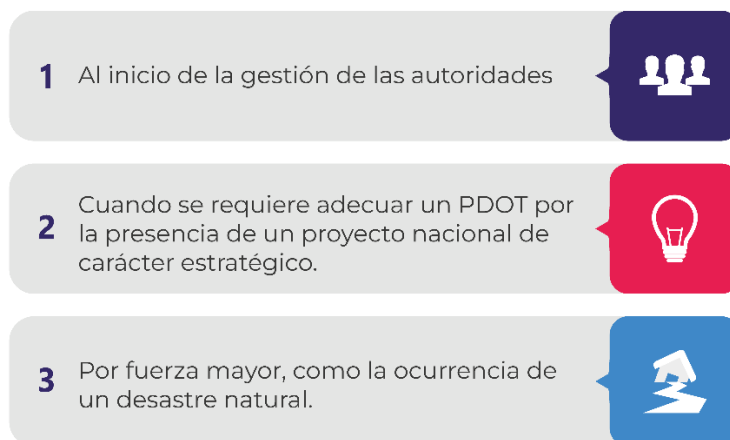 1 Al inicio de la gestión de las autoridades
Cuando se requiere adecuar un PDOT por
2 la presencia de un proyecto nacional de
carácter estratégico.
3 Por fuerza mayor, como la ocurrencia de
un desastre natural.